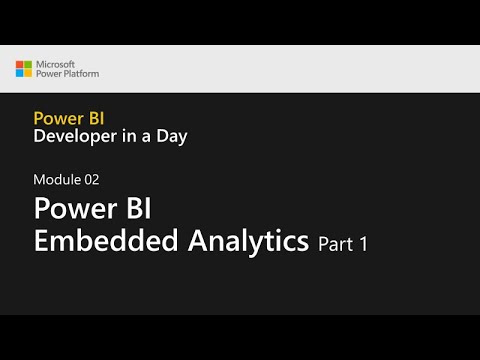 Microsoft
Power Platform
Power BI
Developer in a Day
Module 02
Power BI
Embedded Analytics Part 1